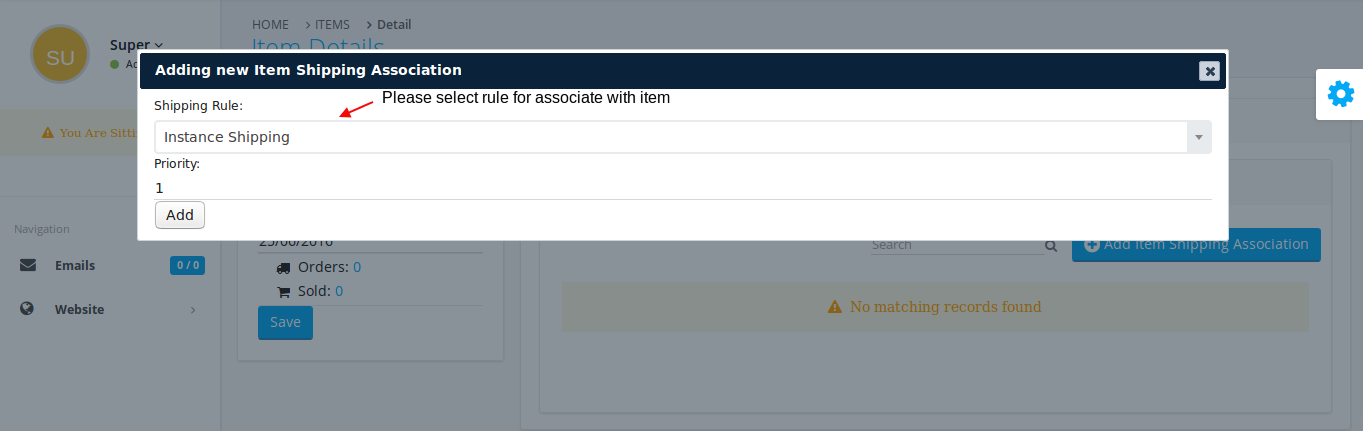 HOME > ITEMS > Detail
Item Details
SU
Super
You Are Sitti
Navigation
Emails 0 / 0
Website
Adding new Item Shipping Association
Shipping Rule:
Please select rule for associate with item
Instance Shipping
Priority:
1
Add
25/06/2016
Orders: 0
Sold: 0
Save
Search
Add Item Shipping Association
No matching records found